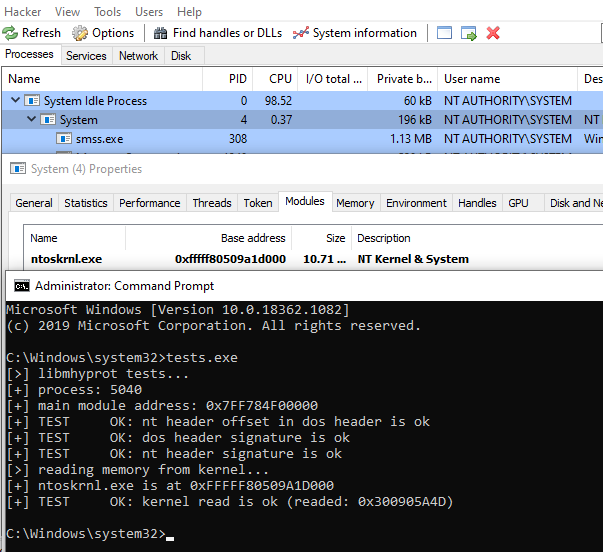 Hacker View Tools Users Help
Refresh Options Find handles or DLLs System information
Processes Services Network Disk
Name PID CPU I/O total ... Private b... User name Des
System Idle Process 0 98.52 60 kB NT AUTHORITY\SYSTEM
System 4 0.37 196 kB NT AUTHORITY\SYSTEM NT
smss.exe 308 1.13 MB NT AUTHORITY\SYSTEM Win
System (4) Properties
General Statistics Performance Threads Token Modules Memory Environment Handles GPU Disk and Ne
Name Base address Size Description
ntoskrnl.exe 0xfffff80509a1d000 10.71 ... NT Kernel & System
Administrator: Command Prompt
Microsoft Windows [Version 10.0.18362.1082]
(c) 2019 Microsoft Corporation. All rights reserved.
C:\Windows\system32>tests.exe
[>] libmhyprot tests...
[+] process: 5040
[+] main module address: 0x7FF784F00000
[+] TEST OK: nt header offset in dos header is ok
[+] TEST OK: dos header signature is ok
[+] TEST OK: nt header signature is ok
[>] reading memory from kernel...
[+] ntoskrnl.exe is at 0xFFFFF80509A1D000
[+] TEST OK: kernel read is ok (readed: 0x300905A4D)
C:\Windows\system32>